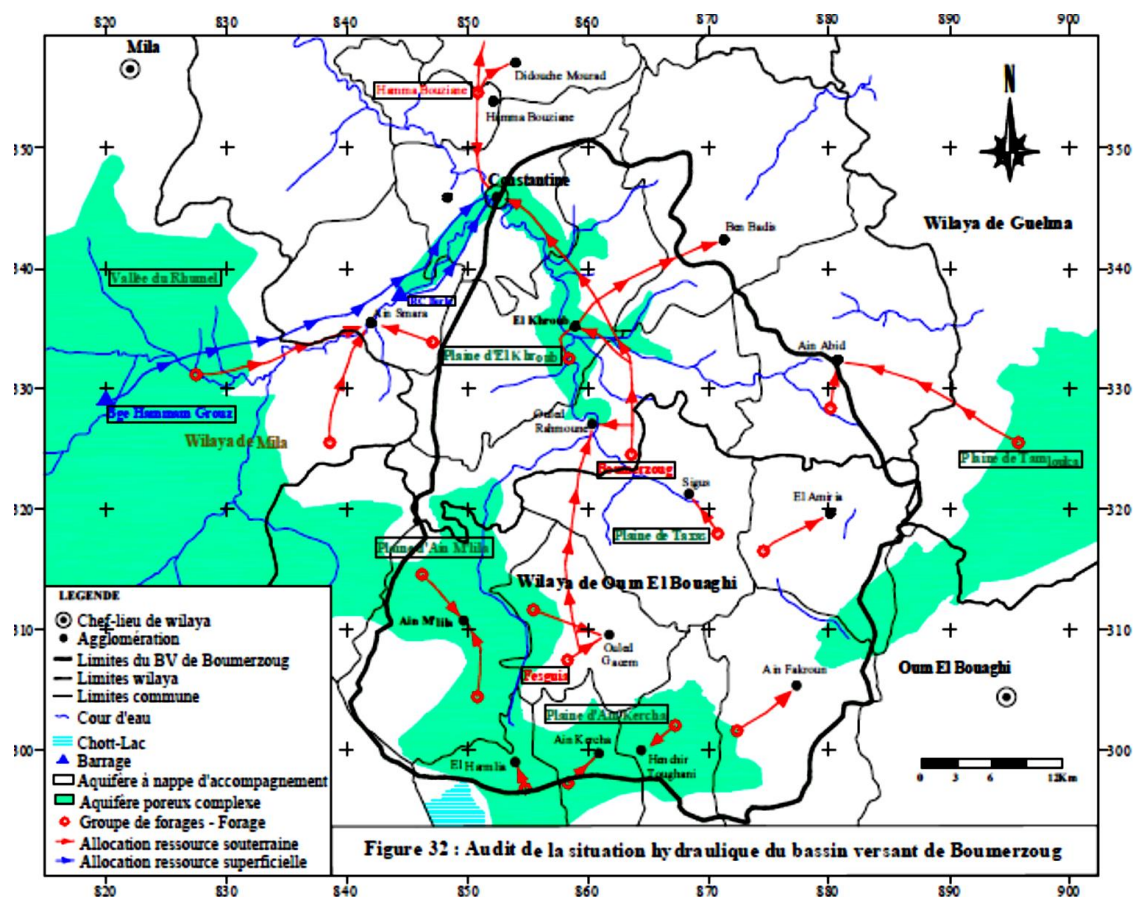 820 830 840 850 860 870 880 890 900
Mila
Didouche Mourad
Hamma Bouziane
Hamma Bouziane
N
350 350
Constantine
Ben Badis
Wilaya de Guelma
340 340
Vallée du Rhumel
Ain Smara
El Khroub
Plaine d'El Khroub
Ain Abid
330 330
Bge Hammam Grouz
Wilaya de Mila
Ouled
Rahmoune
Boumerzoug
Plaine de Tamlouka
Sigus
El Amiria
320 320
Plaine d'Ain M'lila
Plaine de Taxas
Wilaya de Oum El Bouaghi
Ain M'lila
310 310
Ouled
Gacem
Fesguia
Ain Fakroun
Oum El Bouaghi
Plaine d'Ain Kercha
Ain Kercha
300 300
El Harmlia
Henchir
Toughani
0 3 6 12Km
LEGENDE
Chef-lieu de wilaya
Agglomération
Limites du BV de Boumerzoug
Limites wilaya
Limites commune
Cour d'eau
Chott-Lac
Barrage
Aquifère à nappe d'accompagnement
Aquifère poreux complexe
Groupe de forages - Forage
Allocation ressource souterraine
Allocation ressource superficielle
Figure 32 : Audit de la situation hydraulique du bassin versant de Boumerzoug
820 830 840 850 860 870 880 890 900